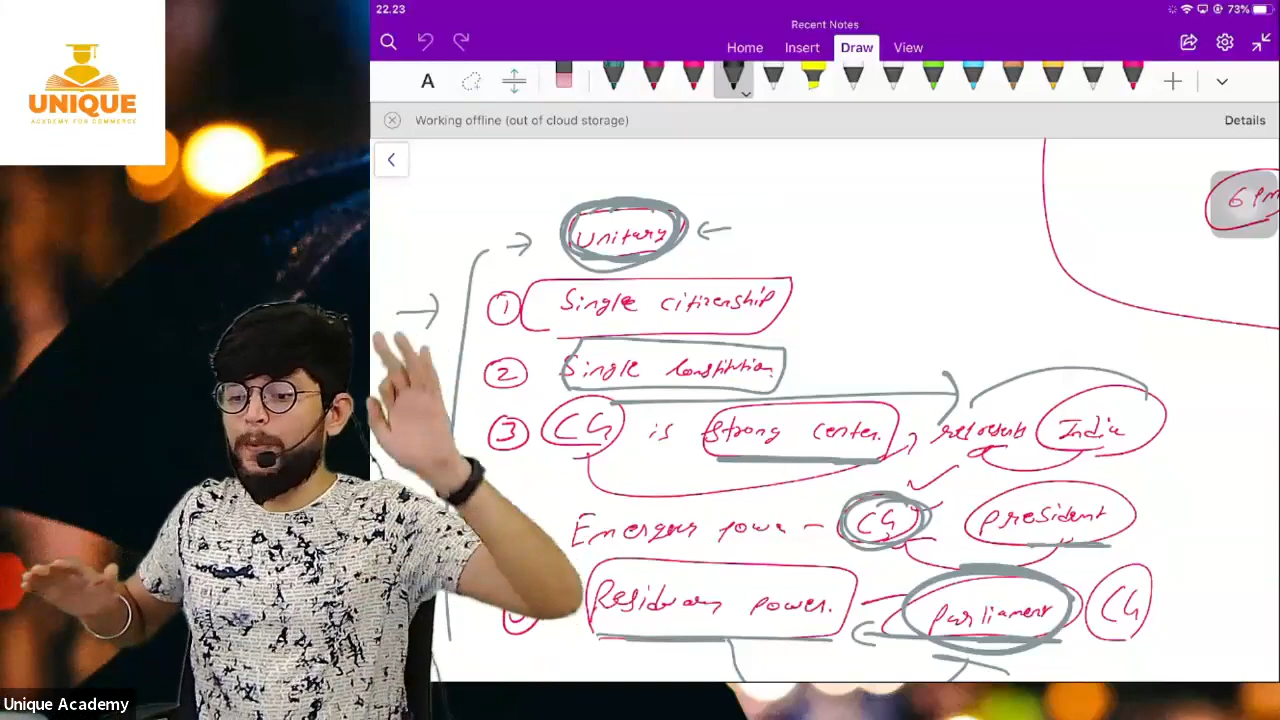 22.23
73%
Recent Notes
Home Insert Draw View
A
Working offline (out of cloud storage)
Details
UNIQUE
ACADEMY FOR COMMERCE
6 Pm
Unitary
① Single citizenship
② Single constitution
③ CG is strong center. India
power - CG President
power. Parliament CG
Unique Academy